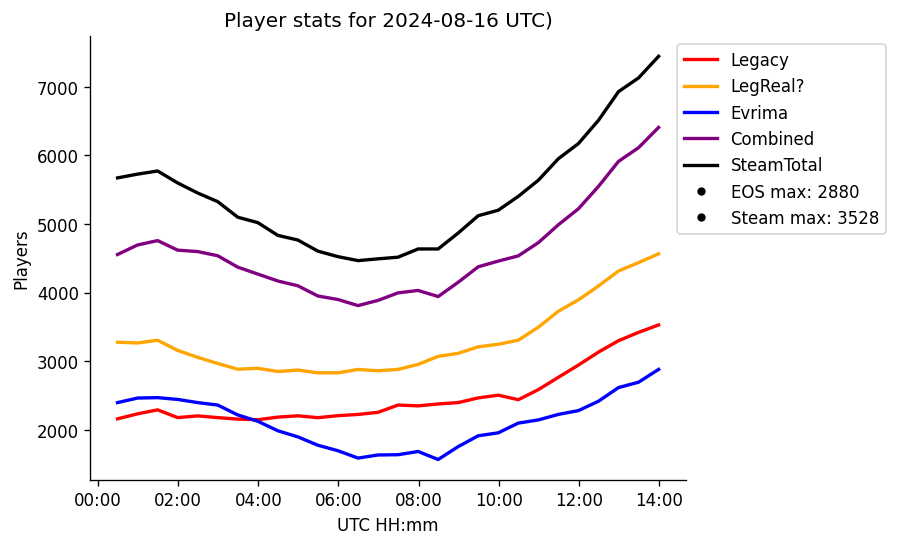 Player stats for 2024-08-16 UTC)
Legacy
LegReal?
Evrima
Combined
SteamTotal
EOS max: 2880
Steam max: 3528
Players
7000
6000
5000
4000
3000
2000
00:00 02:00 04:00 06:00 08:00 10:00 12:00 14:00
UTC HH:mm